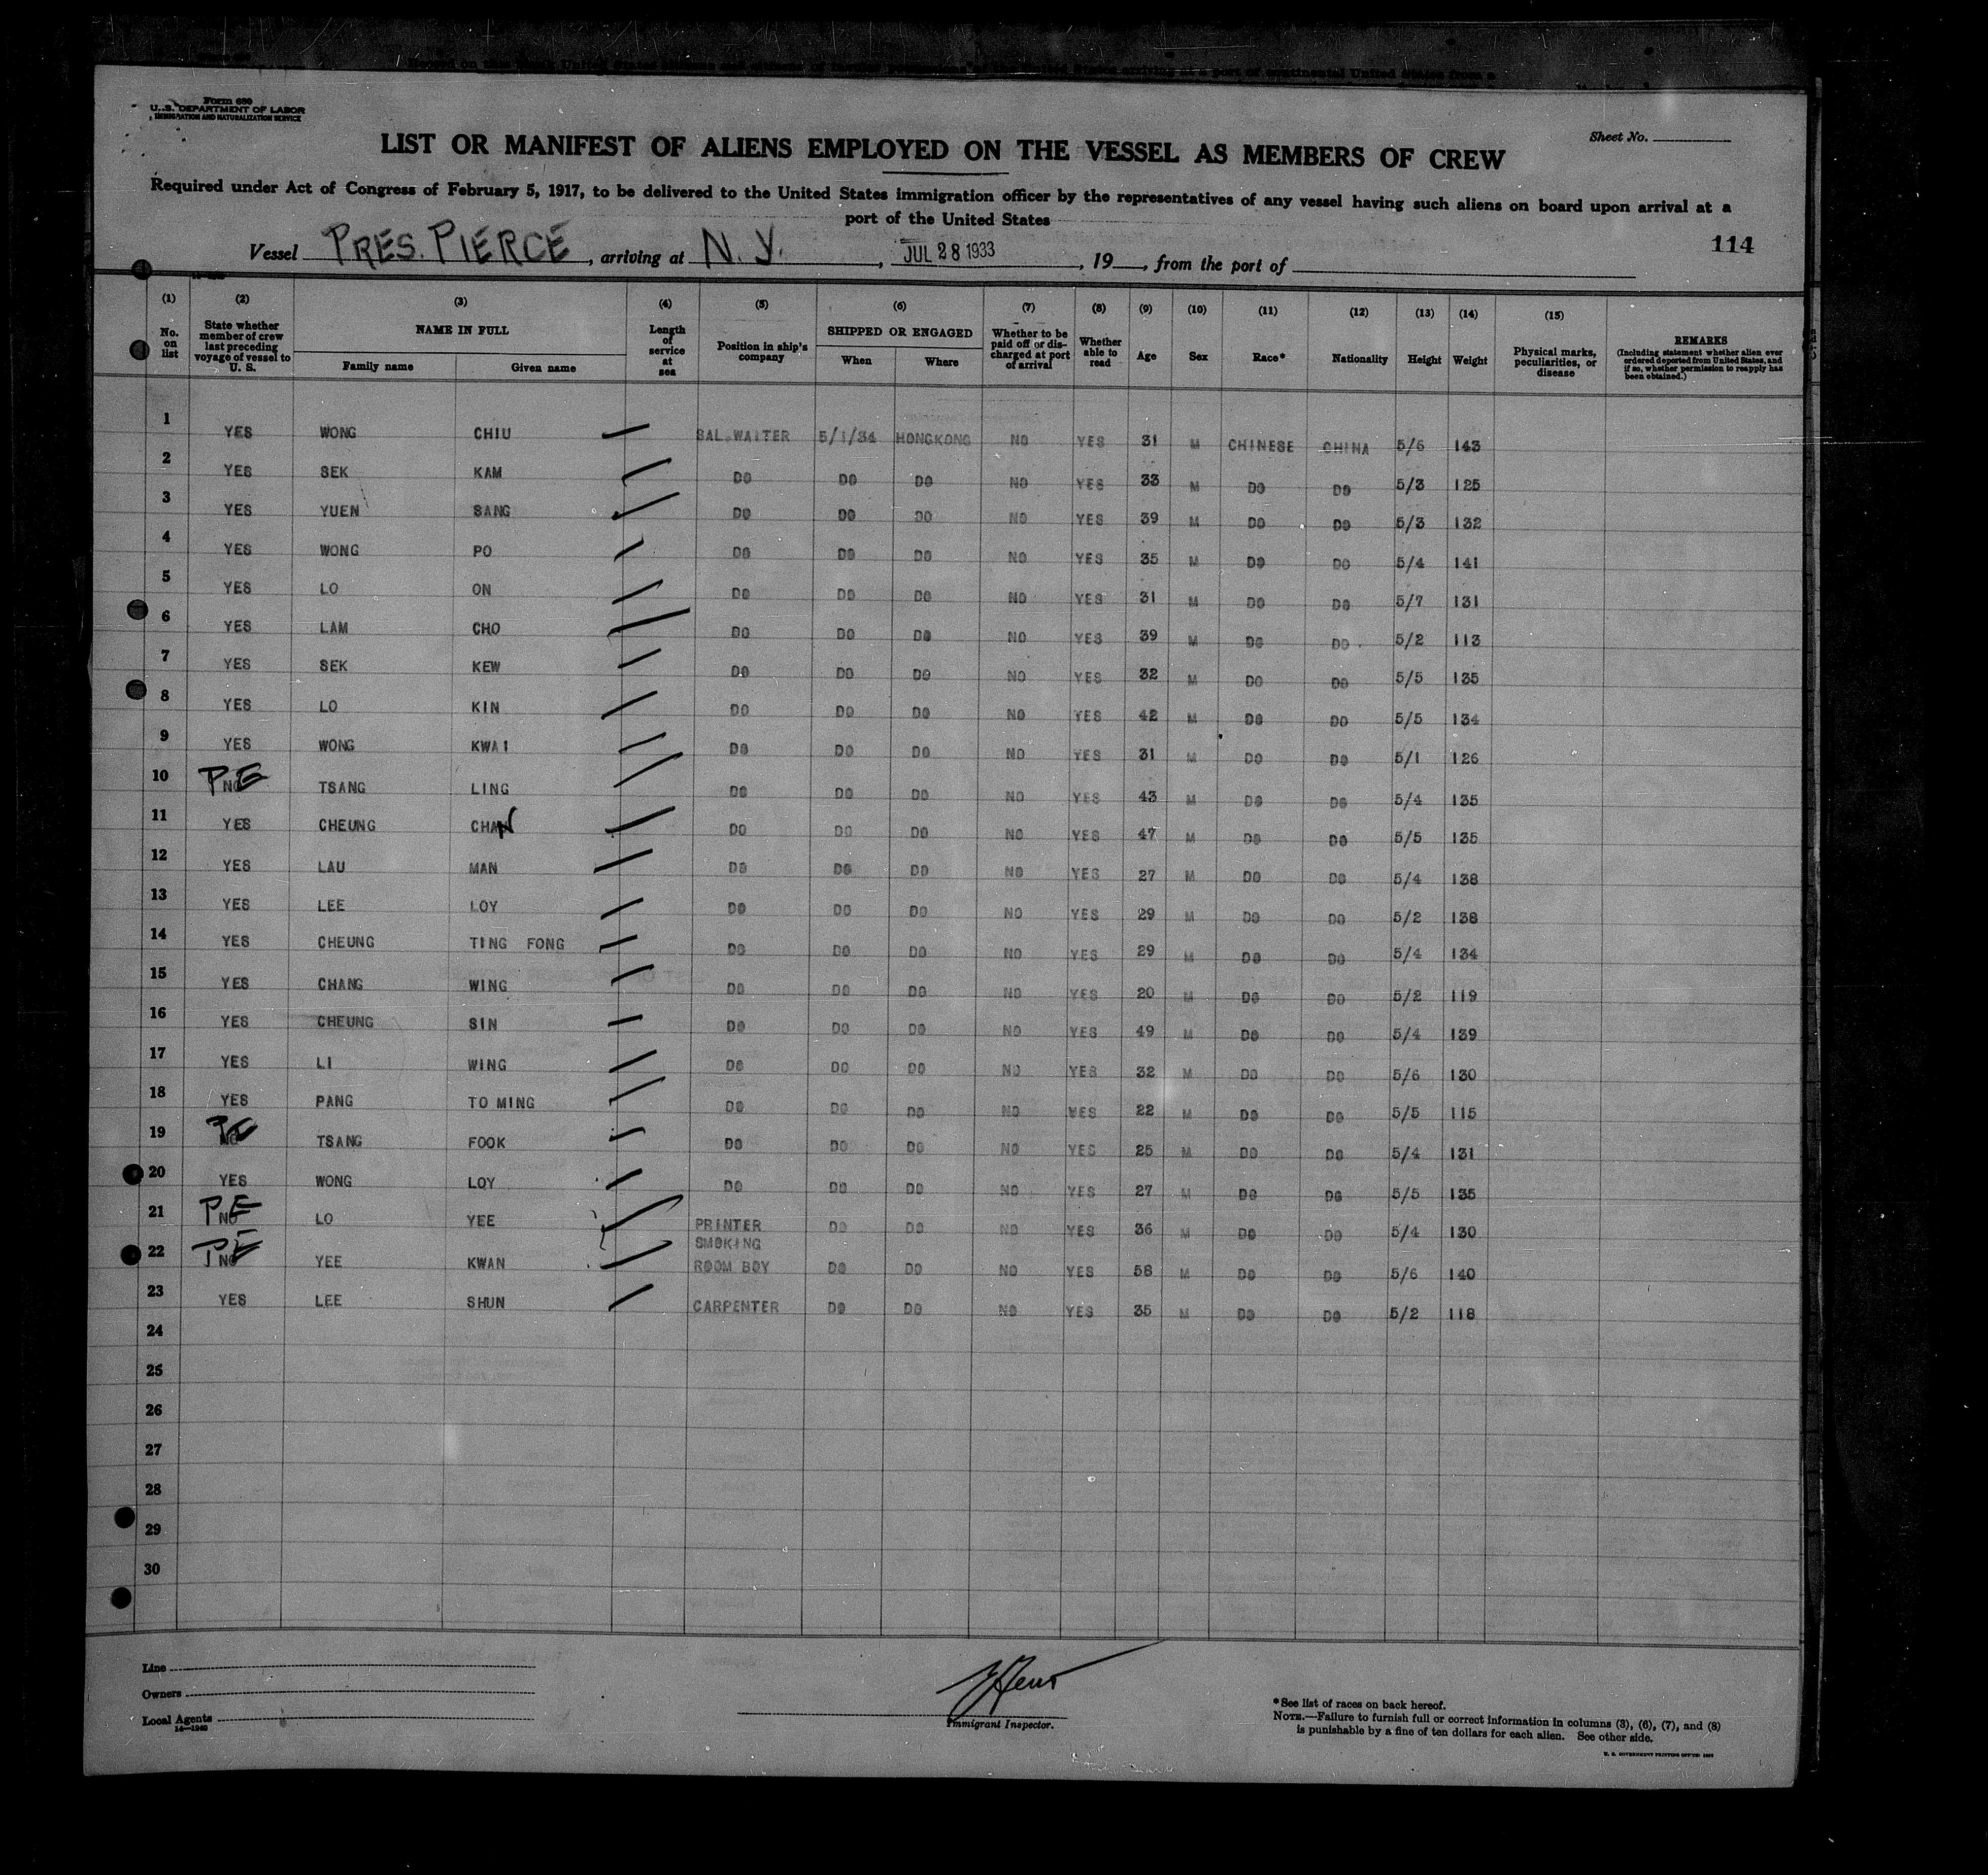 Form 680
U. S. DEPARTMENT OF LABOR
IMMIGRATION AND NATURALIZATION SERVICE
Sheet No.
LIST OR MANIFEST OF ALIENS EMPLOYED ON THE VESSEL AS MEMBERS OF CREW
Required under Act of Congress of February 5, 1917, to be delivered to the United States immigration officer by the representatives of any vessel having such aliens on board upon arrival at a
port of the United States
114
Vessel PRES. PIERCE, arriving at N. Y., JUL 28 1933, 19 , from the port of
(1) (2) (3) (4) (5) (6) (7) (8) (9) (10) (11) (12) (13) (14) (15)
No. on list State whether member of crew last preceding voyage of vessel to U. S. NAME IN FULL Family name Given name Length of service at sea Position in ship's company SHIPPED OR ENGAGED When Where Whether to be paid off or discharged at port of arrival Whether able to read Age Sex Race* Nationality Height Weight Physical marks, peculiarities, or disease REMARKS (Including statement whether alien ever ordered deported from United States, and if so, whether permission to reapply has been obtained.)
1 YES WONG CHIU SAL.WAITER 5/1/34 HONGKONG NO YES 31 M CHINESE CHINA 5/6 143
2 YES SEK KAM DO DO DO NO YES 33 M DO DO 5/3 125
3 YES YUEN SANG DO DO DO NO YES 39 M DO DO 5/3 132
4 YES WONG PO DO DO DO NO YES 35 M DO DO 5/4 141
5 YES LO ON DO DO DO NO YES 31 M DO DO 5/7 131
6 YES LAM CHO DO DO DO NO YES 39 M DO DO 5/2 113
7 YES SEK KEW DO DO DO NO YES 32 M DO DO 5/5 135
8 YES LO KIN DO DO DO NO YES 42 M DO DO 5/5 134
9 YES WONG KWAI DO DO DO NO YES 31 M DO DO 5/1 126
10 NO PE TSANG LING DO DO DO NO YES 43 M DO DO 5/4 135
11 YES CHEUNG CHAN DO DO DO NO YES 47 M DO DO 5/5 135
12 YES LAU MAN DO DO DO NO YES 27 M DO DO 5/4 138
13 YES LEE LOY DO DO DO NO YES 29 M DO DO 5/2 138
14 YES CHEUNG TING FONG DO DO DO NO YES 29 M DO DO 5/4 134
15 YES CHANG WING DO DO DO NO YES 20 M DO DO 5/2 119
16 YES CHEUNG SIN DO DO DO NO YES 49 M DO DO 5/4 139
17 YES LI WING DO DO DO NO YES 32 M DO DO 5/6 130
18 YES PANG TO MING DO DO DO NO YES 22 M DO DO 5/5 115
19 NO PE TSANG FOOK DO DO DO NO YES 25 M DO DO 5/4 131
20 YES WONG LOY DO DO DO NO YES 27 M DO DO 5/5 135
21 NO PE LO YEE PRINTER DO DO NO YES 36 M DO DO 5/4 130
22 NO PE YEE KWAN SMOKING ROOM BOY DO DO NO YES 58 M DO DO 5/6 140
23 YES LEE SHUN CARPENTER DO DO NO YES 35 M DO DO 5/2 118
24
25
26
27
28
29
30
Line
Owners
Local Agents
14—1940
Immigrant Inspector.
*See list of races on back hereof.
NOTE.—Failure to furnish full or correct information in columns (3), (6), (7), and (8)
is punishable by a fine of ten dollars for each alien. See other side.
U. S. GOVERNMENT PRINTING OFFICE: